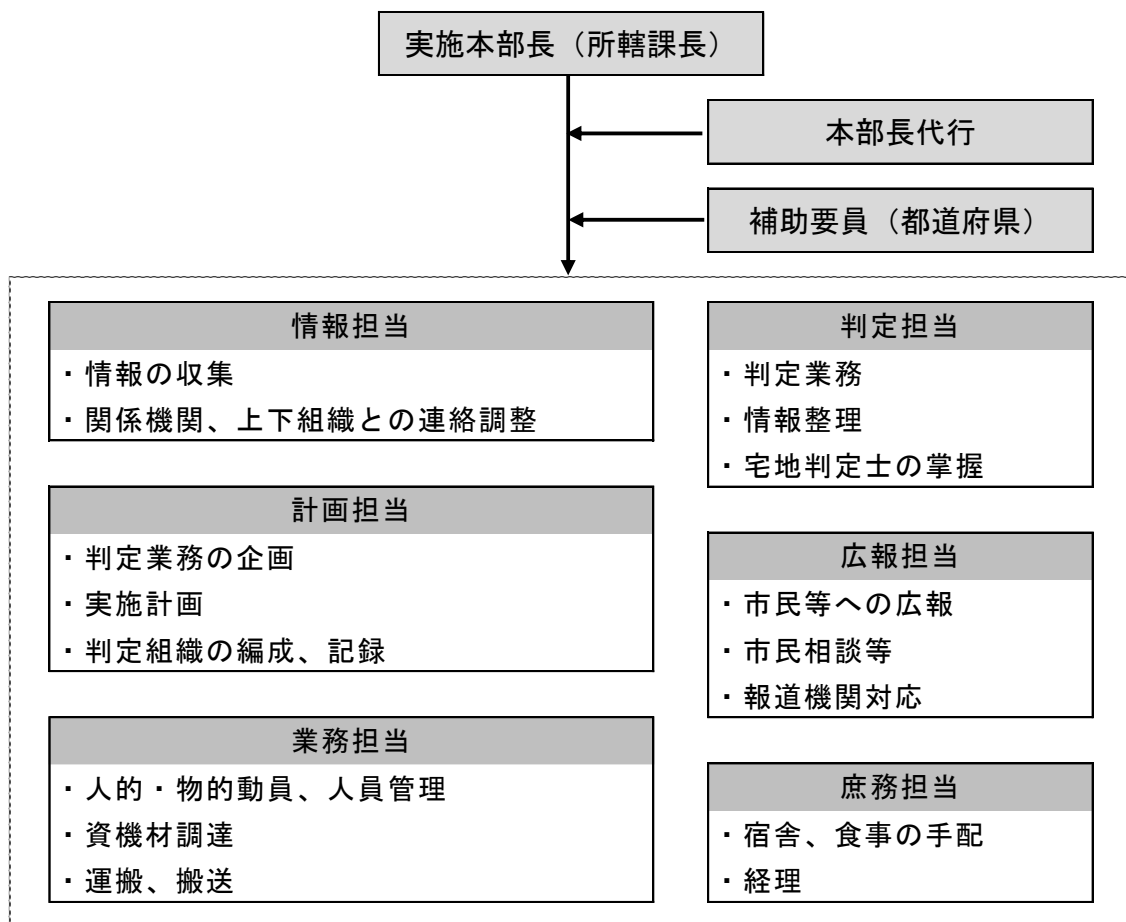 実施本部長（所轄課長）
本部長代行
補助要員（都道府県）
情報担当
・情報の収集
・関係機関、上下組織との連絡調整
計画担当
・判定業務の企画
・実施計画
・判定組織の編成、記録
業務担当
・人的・物的動員、人員管理
・資機材調達
・運搬、搬送
判定担当
・判定業務
・情報整理
・宅地判定士の掌握
広報担当
・市民等への広報
・市民相談等
・報道機関対応
庶務担当
・宿舎、食事の手配
・経理